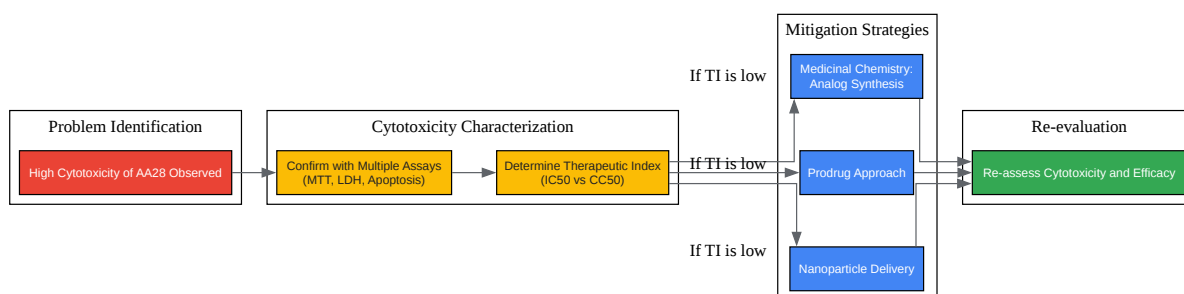 Problem Identification
High Cytotoxicity of AA28 Observed
Cytotoxicity Characterization
Confirm with Multiple Assays
(MTT, LDH, Apoptosis)
Determine Therapeutic Index
(IC50 vs CC50)
If TI is low
If TI is low
If TI is low
Mitigation Strategies
Medicinal Chemistry:
Analog Synthesis
Prodrug Approach
Nanoparticle Delivery
Re-evaluation
Re-assess Cytotoxicity and Efficacy